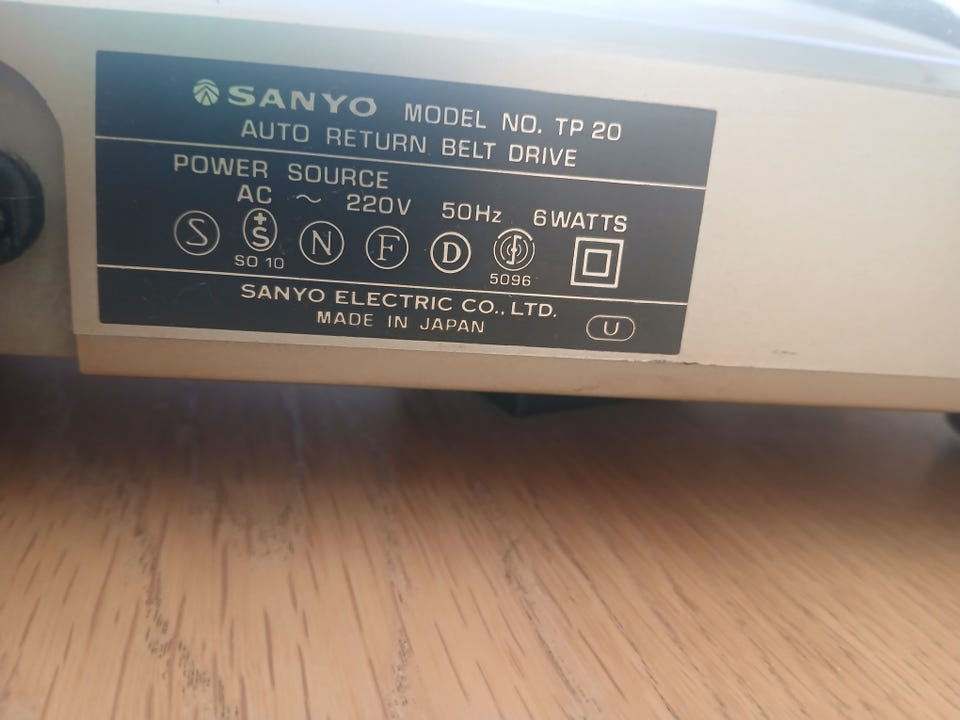 SANYO MODEL NO. TP 20
AUTO RETURN BELT DRIVE
POWER SOURCE
AC ~ 220V 50Hz 6WATTS
S +S N F D
SO 10 5096
SANYO ELECTRIC CO., LTD.
MADE IN JAPAN U